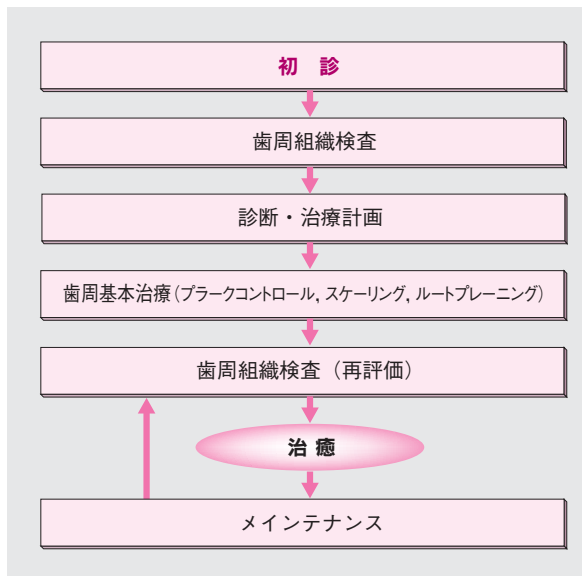 初 診
歯周組織検査
診断・治療計画
歯周基本治療(プラークコントロール, スケーリング, ルートプレーニング)
歯周組織検査(再評価)
治癒
メインテナンス